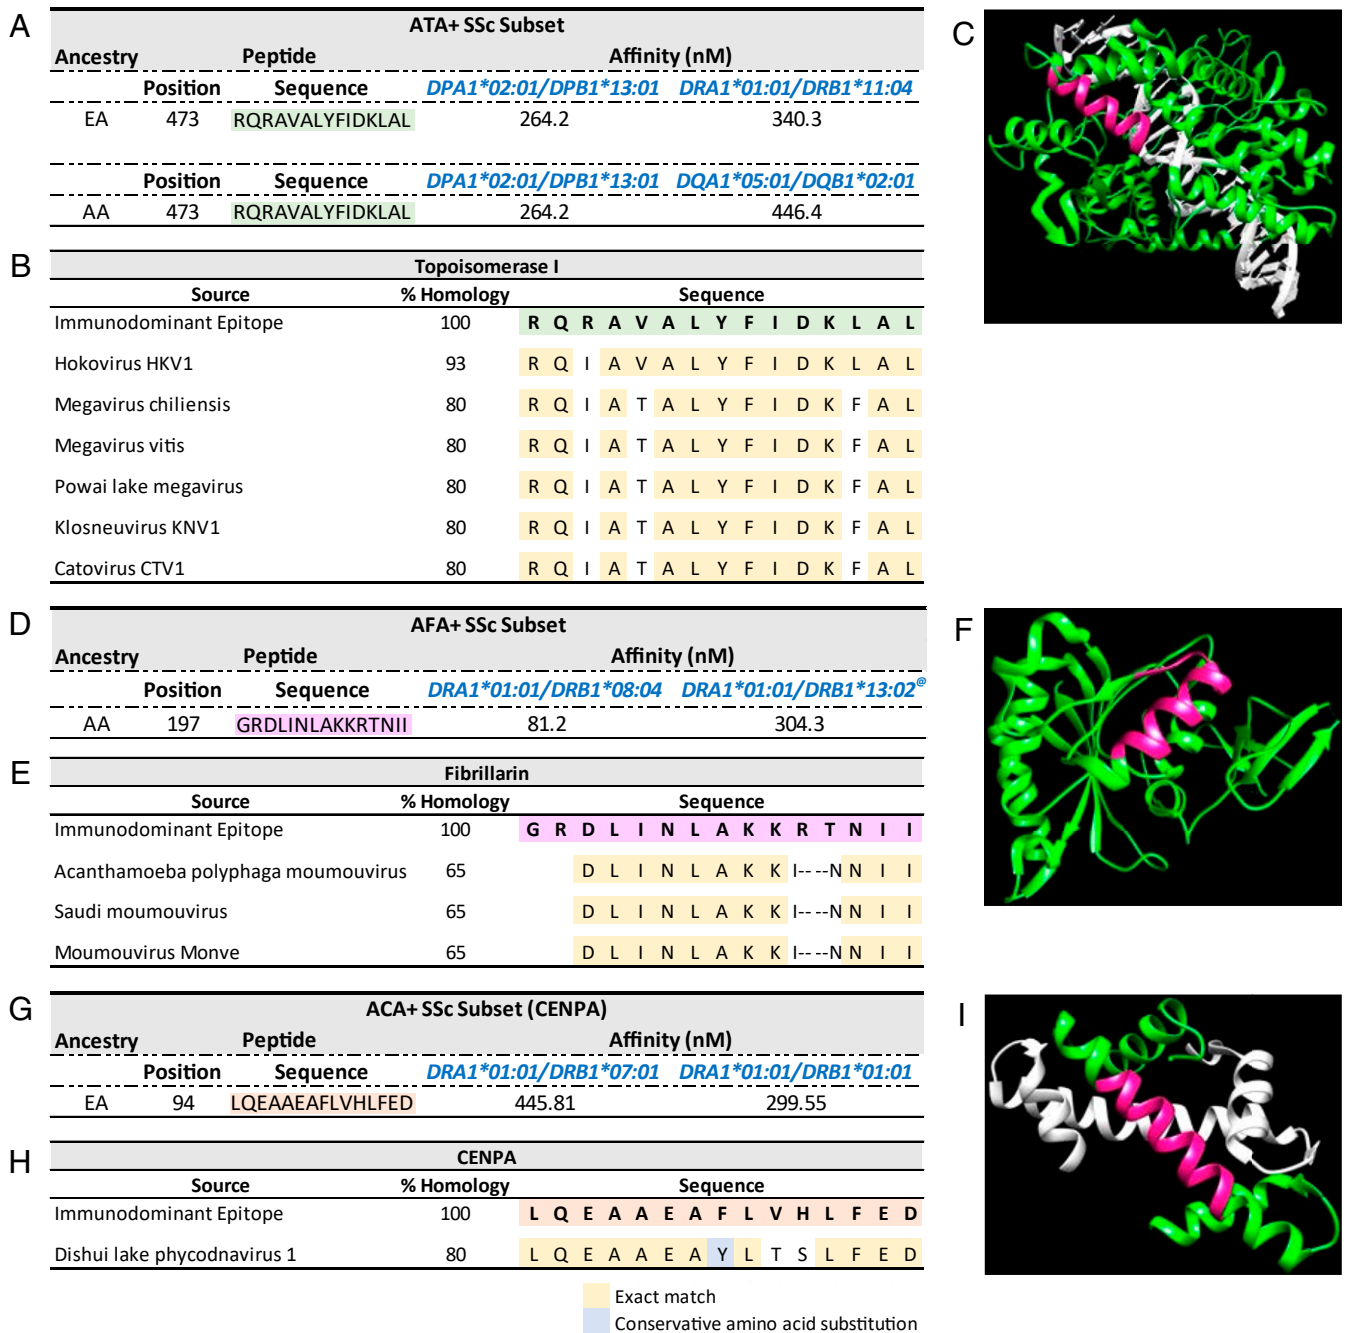 A
ATA+ SSc Subset
Ancestry Peptide Affinity (nM)
Position Sequence DPA1*02:01/DPB1*13:01 DRA1*01:01/DRB1*11:04
EA 473 RQRAVALYFIDKLAL 264.2 340.3
Position Sequence DPA1*02:01/DPB1*13:01 DQA1*05:01/DQB1*02:01
AA 473 RQRAVALYFIDKLAL 264.2 446.4
B
Topoisomerase I
Source % Homology Sequence
Immunodominant Epitope 100 R Q R A V A L Y F I D K L A L
Hokovirus HKV1 93 R Q I A V A L Y F I D K L A L
Megavirus chiliensis 80 R Q I A T A L Y F I D K F A L
Megavirus vitis 80 R Q I A T A L Y F I D K F A L
Powai lake megavirus 80 R Q I A T A L Y F I D K F A L
Klosneuvirus KNV1 80 R Q I A T A L Y F I D K F A L
Catovirus CTV1 80 R Q I A T A L Y F I D K F A L
C
D
AFA+ SSc Subset
Ancestry Peptide Affinity (nM)
Position Sequence DRA1*01:01/DRB1*08:04 DRA1*01:01/DRB1*13:02@
AA 197 GRDLINLAKKRTNII 81.2 304.3
E
Fibrillarin
Source % Homology Sequence
Immunodominant Epitope 100 G R D L I N L A K K R T N I I
Acanthamoeba polyphaga moumouvirus 65 D L I N L A K K I-- --N N I I
Saudi moumouvirus 65 D L I N L A K K I-- --N N I I
Moumouvirus Monve 65 D L I N L A K K I-- --N N I I
F
G
ACA+ SSc Subset (CENPA)
Ancestry Peptide Affinity (nM)
Position Sequence DRA1*01:01/DRB1*07:01 DRA1*01:01/DRB1*01:01
EA 94 LQEAAEAFLVHLFED 445.81 299.55
H
CENPA
Source % Homology Sequence
Immunodominant Epitope 100 L Q E A A E A F L V H L F E D
Dishui lake phycodnavirus 1 80 L Q E A A E A Y L T S L F E D
I
Exact match
Conservative amino acid substitution